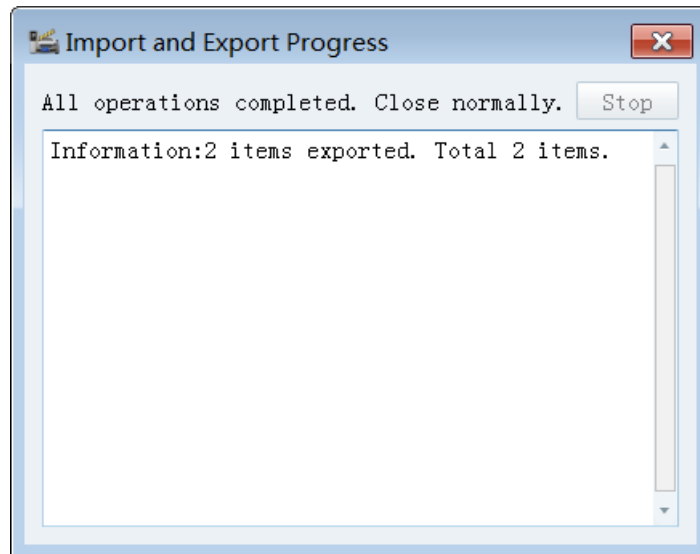 Import and Export Progress
All operations completed. Close normally. Stop
Information:2 items exported. Total 2 items.